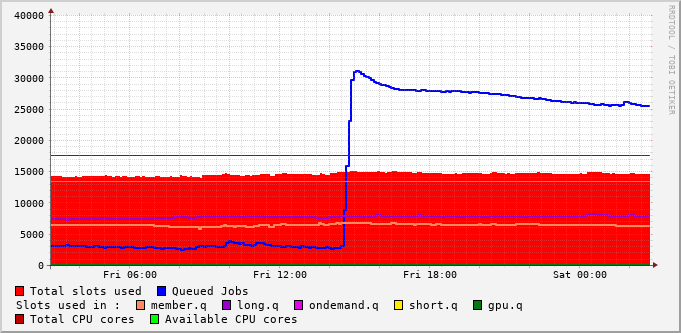 RRDTOOL / TOBI OETIKER
40000
35000
30000
25000
20000
15000
10000
5000
0
Fri 06:00 Fri 12:00 Fri 18:00 Sat 00:00
Total slots used Queued Jobs
Slots used in : member.q long.q ondemand.q short.q gpu.q
Total CPU cores Available CPU cores